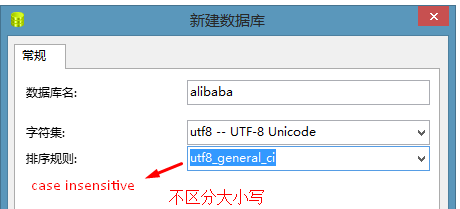 新建数据库
常规
数据库名: alibaba
字符集: utf8 -- UTF-8 Unicode
排序规则: utf8_general_ci
case insensitive
不区分大小写